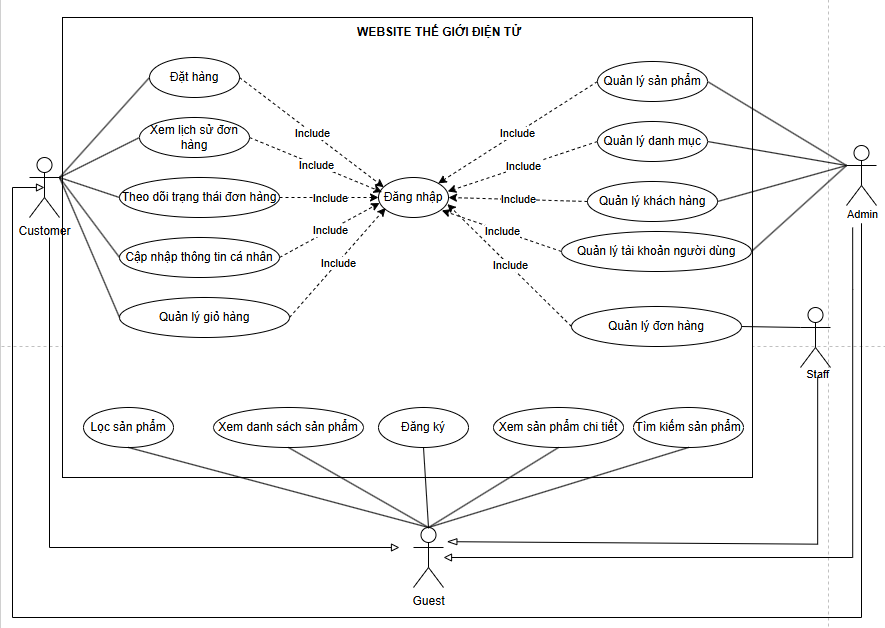 WEBSITE THẾ GIỚI ĐIỆN TỬ
Đặt hàng
Quản lý sản phẩm
Include
Include
Xem lịch sử đơn
hàng
Quản lý danh mục
Include
Include
Theo dõi trạng thái đơn hàng
Include
Đăng nhập
Include
Quản lý khách hàng
Customer
Admin
Include
Include
Cập nhập thông tin cá nhân
Include
Include
Quản lý tài khoản người dùng
Quản lý giỏ hàng
Quản lý đơn hàng
Staff
Lọc sản phẩm
Xem danh sách sản phẩm
Đăng ký
Xem sản phẩm chi tiết
Tìm kiếm sản phẩm
Guest